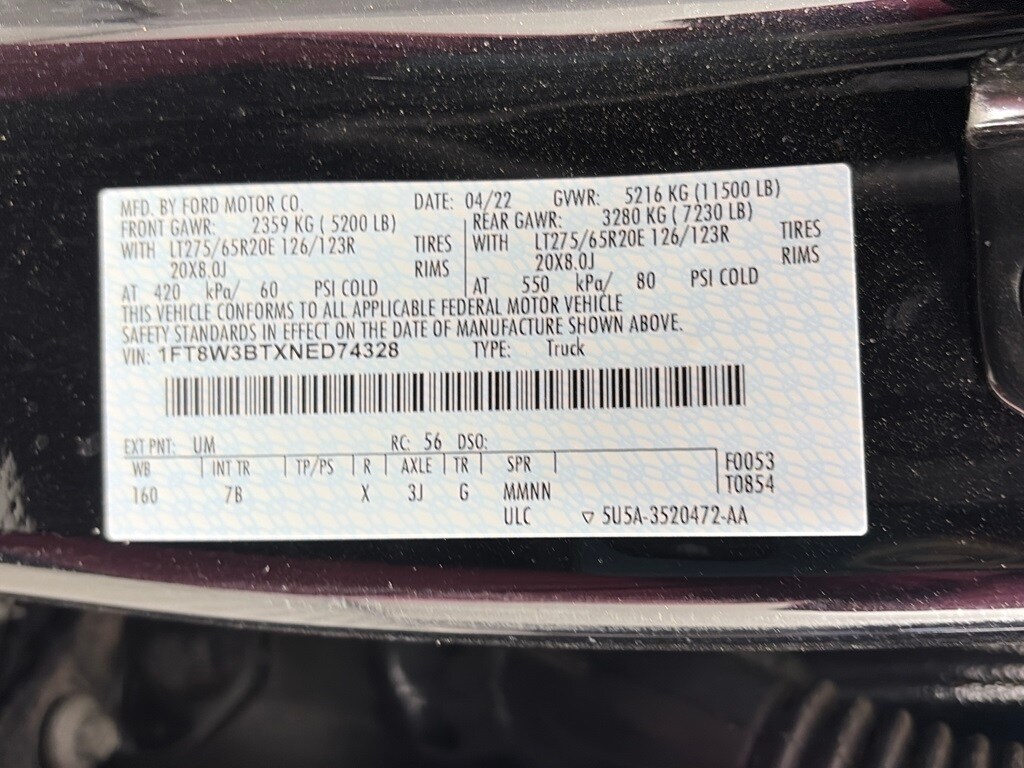 MFD. BY FORD MOTOR CO. DATE: 04/22 GVWR: 5216 KG (11500 LB)
FRONT GAWR: 2359 KG ( 5200 LB) REAR GAWR: 3280 KG ( 7230 LB)
WITH LT275/65R20E 126/123R TIRES WITH LT275/65R20E 126/123R TIRES
20X8.0J RIMS 20X8.0J RIMS
AT 420 kPa/ 60 PSI COLD AT 550 kPa/ 80 PSI COLD
THIS VEHICLE CONFORMS TO ALL APPLICABLE FEDERAL MOTOR VEHICLE
SAFETY STANDARDS IN EFFECT ON THE DATE OF MANUFACTURE SHOWN ABOVE.
VIN: 1FT8W3BTXNED74328 TYPE: Truck
EXT PNT: UM RC: 56 DSO:
WB INT TR TP/PS R AXLE TR SPR F0053
160 7B X 3J G MMNN T0854
ULC ▽ 5U5A-3520472-AA